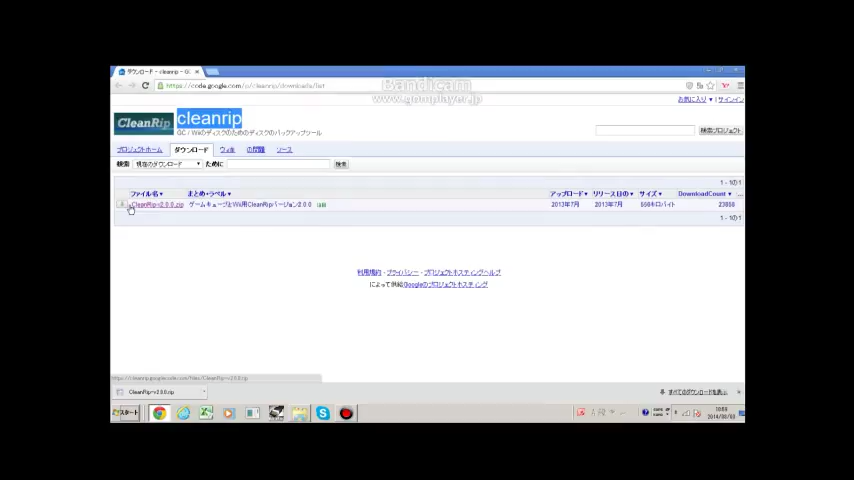 ダウンロード - cleanrip - GC
Bandicam
www.gomplayer.jp
https://code.google.com/p/cleanrip/downloads/list
お気に入り▼ | サインイン
CleanRip
cleanrip
GC / Wiiのディスクのためのディスクのバックアップツール
検索プロジェクト
プロジェクトホーム ダウンロード ウィキ の問題 ソース
検索 現在のダウンロード ために 検索
1 - 1の1
ファイル名▼ まとめ+ラベル▼ アップロード▼ リリース日の▼ サイズ▼ DownloadCount▼ ...
CleanRip-v2.0.0.zip ゲームキューブとWii用CleanRipバージョン2.0.0 2013年7月 2013年7月 23858
1 - 1の1
利用規約 - プライバシー - プロジェクトホスティングヘルプ
によって供給Googleのプロジェクトホスティング
CleanRip-v2.0.0.zip すべてのダウンロードを表示...
スタート